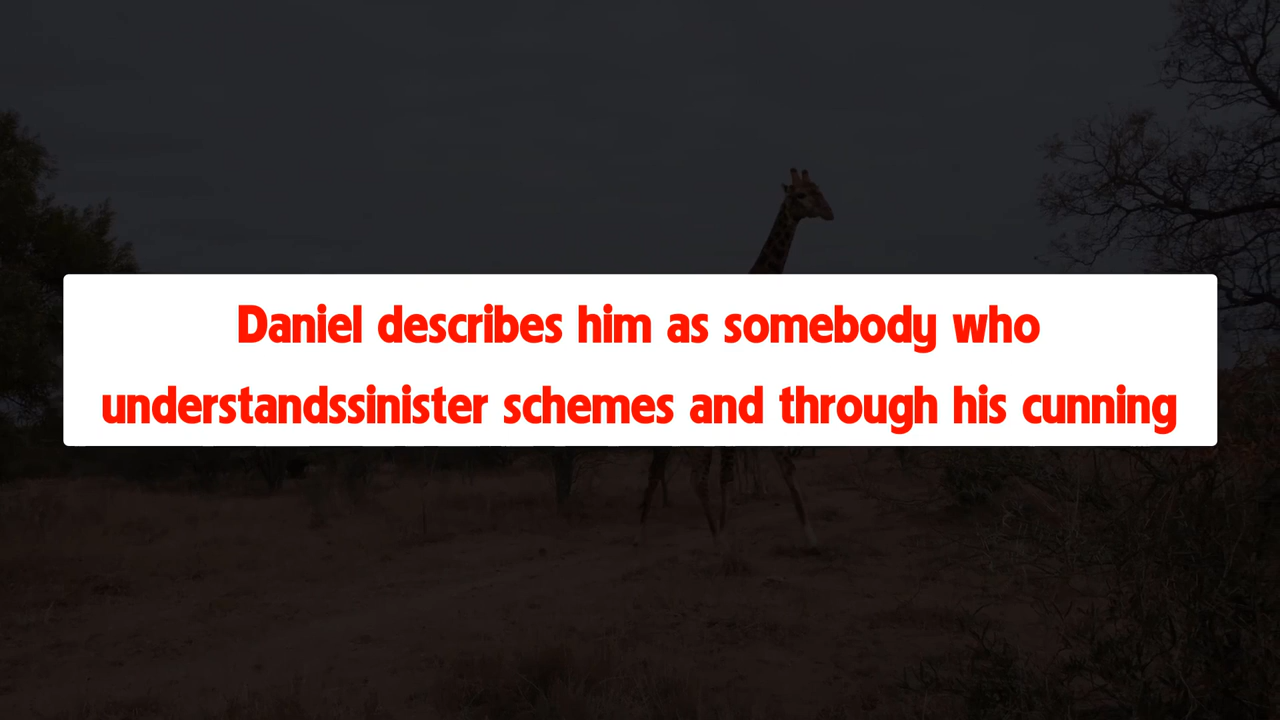 Daniel describes him as somebody who
understandssinister schemes and through his cunning